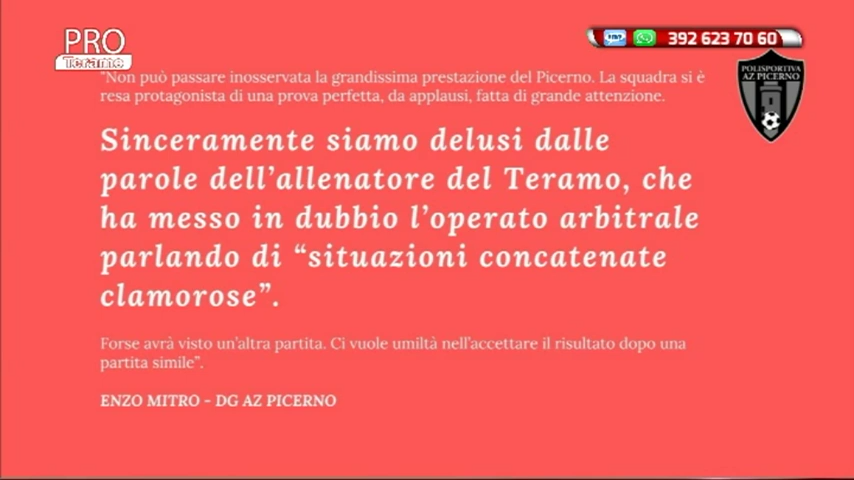 PRO
Teramo
392 623 70 60
POLISPORTIVA
AZ PICERNO
"Non può passare inosservata la grandissima prestazione del Picerno. La squadra si è
resa protagonista di una prova perfetta, da applausi, fatta di grande attenzione.
Sinceramente siamo delusi dalle
parole dell’allenatore del Teramo, che
ha messo in dubbio l’operato arbitrale
parlando di “situazioni concatenate
clamorose”.
Forse avrà visto un’altra partita. Ci vuole umiltà nell’accettare il risultato dopo una
partita simile”.
ENZO MITRO - DG AZ PICERNO